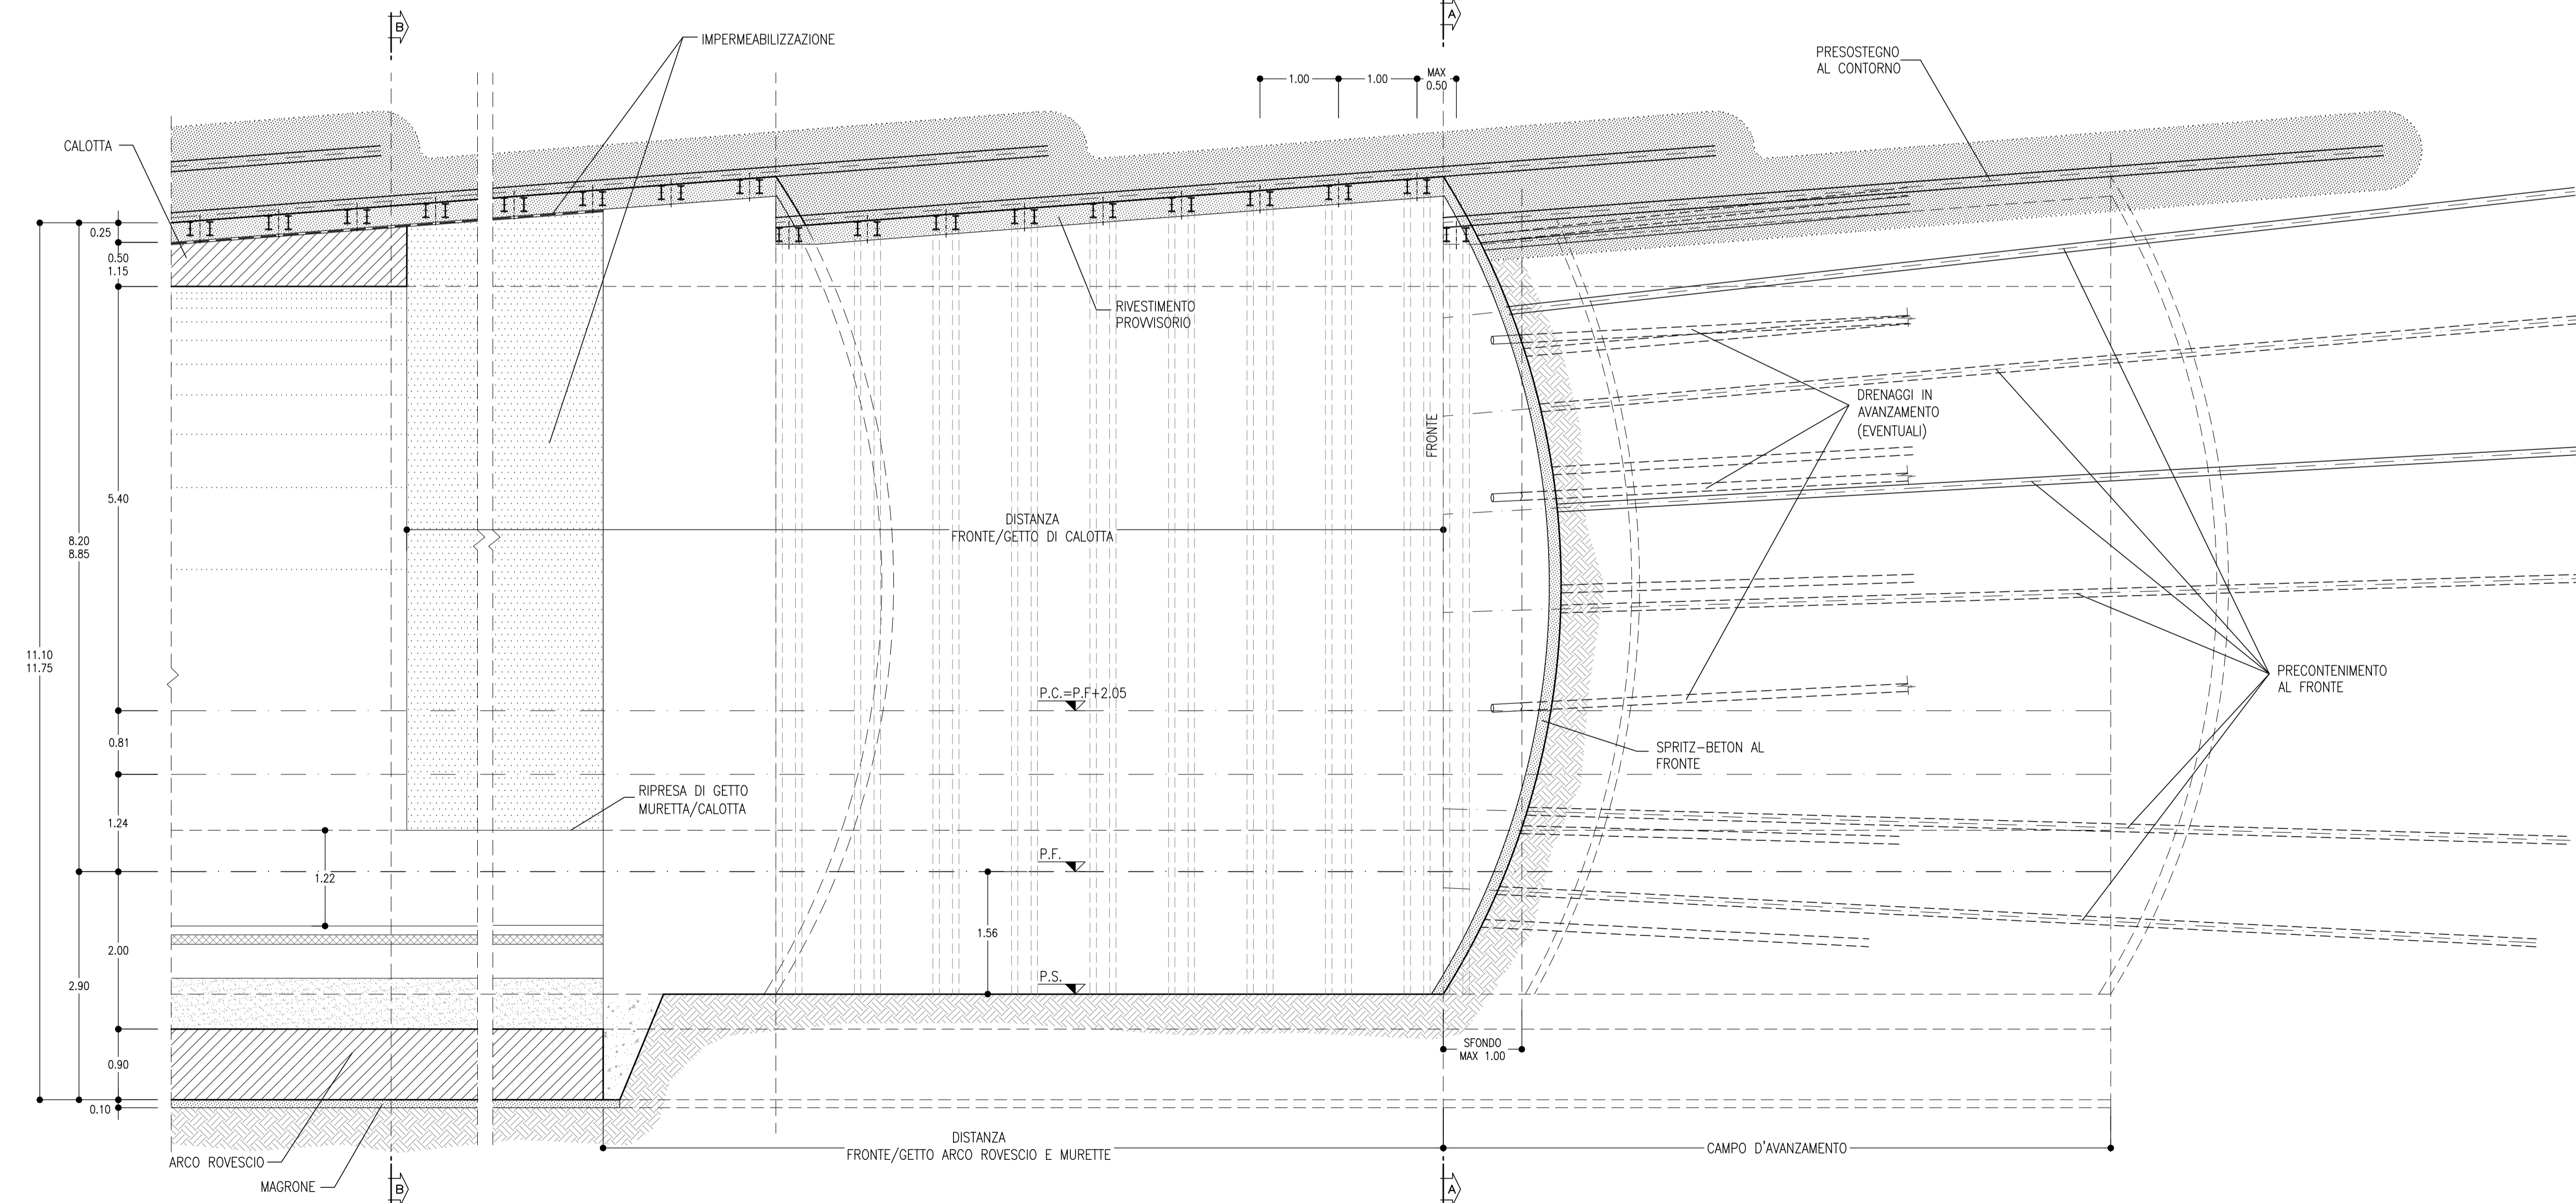 B
A
IMPERMEABILIZZAZIONE
PRESOSTEGNO
AL CONTORNO
1.00
1.00
MAX
0.50
CALOTTA
0.25
0.50
1.15
RIVESTIMENTO
PROVVISORIO
FRONTE
DRENAGGI IN
AVANZAMENTO
(EVENTUALI)
5.40
DISTANZA
FRONTE/GETTO DI CALOTTA
8.20
8.85
11.10
11.75
P.C.=P.F+2.05
PRECONTENIMENTO
AL FRONTE
0.81
SPRITZ-BETON AL
FRONTE
RIPRESA DI GETTO
MURETTA/CALOTTA
1.24
P.F.
1.22
1.56
2.00
P.S.
2.90
SFONDO
MAX 1.00
0.90
0.10
DISTANZA
FRONTE/GETTO ARCO ROVESCIO E MURETTE
CAMPO D'AVANZAMENTO
ARCO ROVESCIO
MAGRONE
B
A